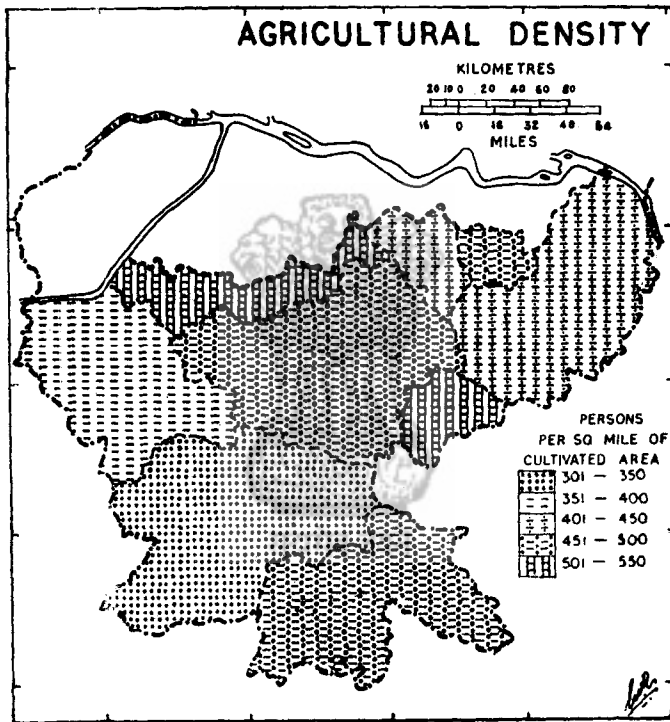 AGRICULTURAL DENSITY
KILOMETRES
20 10 0 20 40 60 80
16 0 16 32 48 64
MILES
PERSONS
PER SQ MILE OF
CULTIVATED AREA
301 — 350
351 — 400
401 — 450
451 — 500
501 — 550